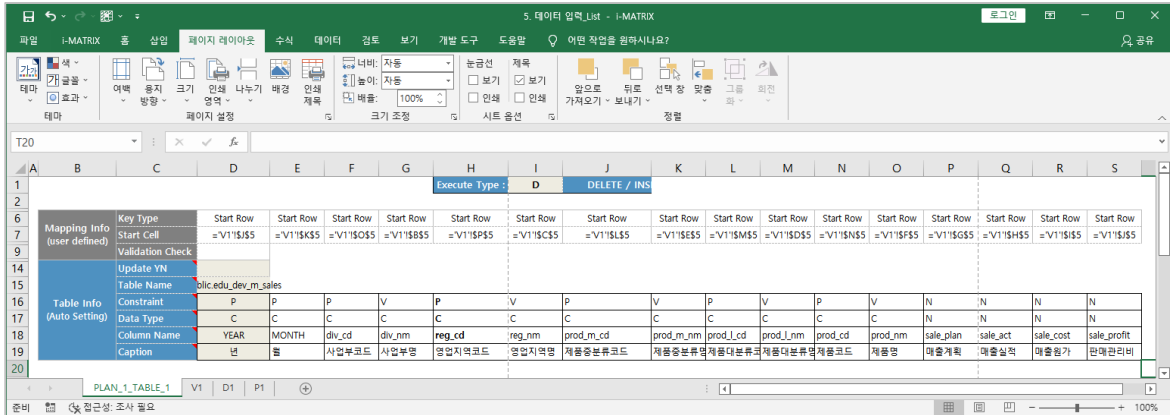 5. 데이터 입력_List - i-MATRIX
로그인
파일 i-MATRIX 홈 삽입 페이지 레이아웃 수식 데이터 검토 보기 개발 도구 도움말 어떤 작업을 원하시나요? 공유
테마 색 글꼴 효과
여백 용지 방향 크기 인쇄 영역 나누기 배경 인쇄 제목
너비: 자동
높이: 자동
배율: 100%
눈금선 제목
보기 보기
인쇄 인쇄
앞으로 가져오기 뒤로 보내기 선택 창 맞춤 그룹화 회전
테마 페이지 설정 크기 조정 시트 옵션 정렬
T20 fx
A B C D E F G H I J K L M N O P Q R S
1 Execute Type : D DELETE / INS
2
6 Key Type Start Row Start Row Start Row Start Row Start Row Start Row Start Row Start Row Start Row Start Row Start Row Start Row Start Row Start Row Start Row Start Row
Mapping Info
(user defined)
7 Start Cell ='V1'!$J$5 ='V1'!$K$5 ='V1'!$O$5 ='V1'!$B$5 ='V1'!$P$5 ='V1'!$C$5 ='V1'!$L$5 ='V1'!$E$5 ='V1'!$M$5 ='V1'!$D$5 ='V1'!$N$5 ='V1'!$F$5 ='V1'!$G$5 ='V1'!$H$5 ='V1'!$I$5 ='V1'!$J$5
9 Validation Check
14 Update YN
15 Table Name olic.edu_dev_m_sales
Table Info
(Auto Setting)
16 Constraint P P P V P V P V P V P V N N N N
17 Data Type C C C C C C C C C C C C N N N N
18 Column Name YEAR MONTH div_cd div_nm reg_cd reg_nm prod_m_cd prod_m_nm prod_l_cd prod_l_nm prod_cd prod_nm sale_plan sale_act sale_cost sale_profit
19 Caption 년 월 사업부코드 사업부명 영업지역코드 영업지역명 제품중분류코드 제품중분류명 제품대분류코 제품대분류명 제품코드 제품명 매출계획 매출실적 매출원가 판매관리비
20
PLAN_1_TABLE_1 V1 D1 P1
준비 접근성: 조사 필요 100%